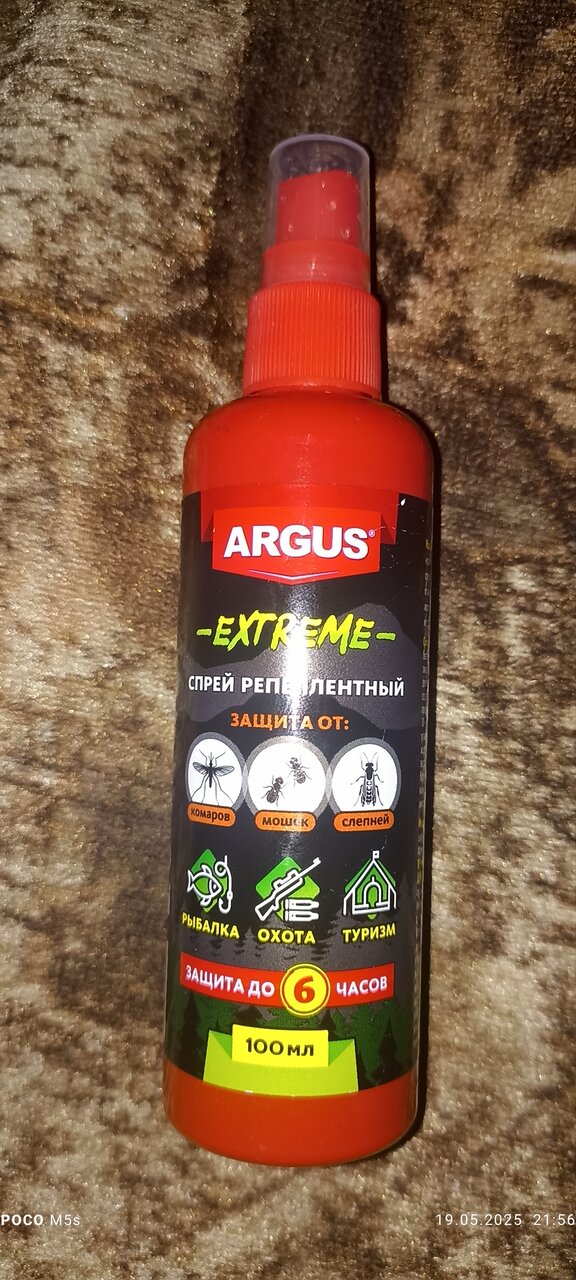 ARGUS®
-EXTREME-
СПРЕЙ РЕПЕЛЛЕНТНЫЙ
ЗАЩИТА ОТ:
комаров мошек слепней
РЫБАЛКА ОХОТА ТУРИЗМ
ЗАЩИТА ДО 6 ЧАСОВ
100 мл
POCO M5s 19.05.2025 21:56